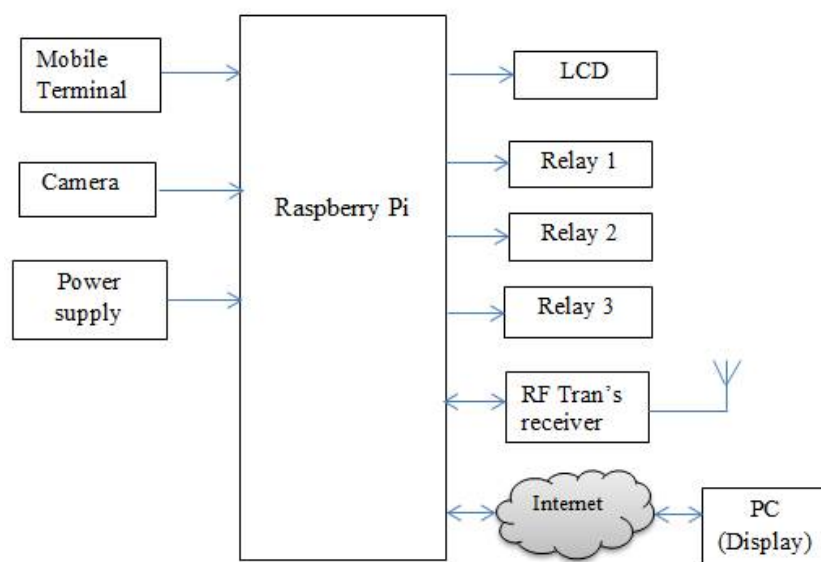 Mobile
Terminal
Camera
Power
supply
Raspberry Pi
LCD
Relay 1
Relay 2
Relay 3
RF Tran's
receiver
Internet
PC
(Display)